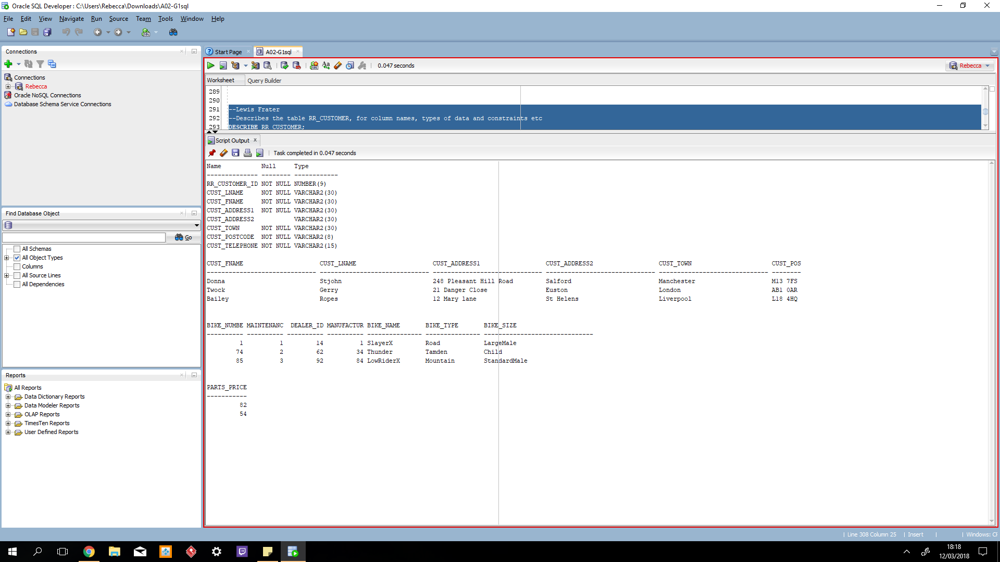 Oracle SQL Developer : C:\Users\Rebecca\Downloads\A02-G1sql
File Edit View Navigate Run Source Team Tools Window Help
Connections
Connections
Rebecca
Oracle NoSQL Connections
Database Schema Service Connections
Find Database Object
Go
All Schemas
All Object Types
Columns
All Source Lines
All Dependencies
Reports
All Reports
Data Dictionary Reports
Data Modeler Reports
OLAP Reports
TimesTen Reports
User Defined Reports
Start Page A02-G1sql
0.047 seconds Rebecca
Worksheet Query Builder
289
290
291 --Lewis Frater
292 --Describes the table RR_CUSTOMER, for column names, types of data and constraints etc
293 DESCRIBE RR_CUSTOMER;
Script Output
Task completed in 0.047 seconds
Name Null Type
-------------- -------- ------------
RR_CUSTOMER_ID NOT NULL NUMBER(9)
CUST_LNAME NOT NULL VARCHAR2(30)
CUST_FNAME NOT NULL VARCHAR2(30)
CUST_ADDRESS1 NOT NULL VARCHAR2(30)
CUST_ADDRESS2 VARCHAR2(30)
CUST_TOWN NOT NULL VARCHAR2(30)
CUST_POSTCODE NOT NULL VARCHAR2(8)
CUST_TELEPHONE NOT NULL VARCHAR2(15)
CUST_FNAME CUST_LNAME CUST_ADDRESS1 CUST_ADDRESS2 CUST_TOWN CUST_POS
------------------------------ ------------------------------ ------------------------------ ------------------------------ ------------------------------ --------
Donna Stjohn 248 Pleasant Hill Road Salford Manchester M13 7FS
Twock Gerry 21 Danger Close Euston London AB1 0AR
Bailey Ropes 12 Mary lane St Helens Liverpool L18 4HQ
BIKE_NUMBE MAINTENANC DEALER_ID MANUFACTUR BIKE_NAME BIKE_TYPE BIKE_SIZE
---------- ---------- ---------- ---------- --------------- --------------- ------------------------------
1 1 14 1 SlayerX Road LargeMale
74 2 62 34 Thunder Tamden Child
85 3 92 84 LowRiderX Mountain StandardMale
PARTS_PRICE
-----------
82
54
Line 308 Column 25 Insert Windows: CF
18:18
12/03/2018